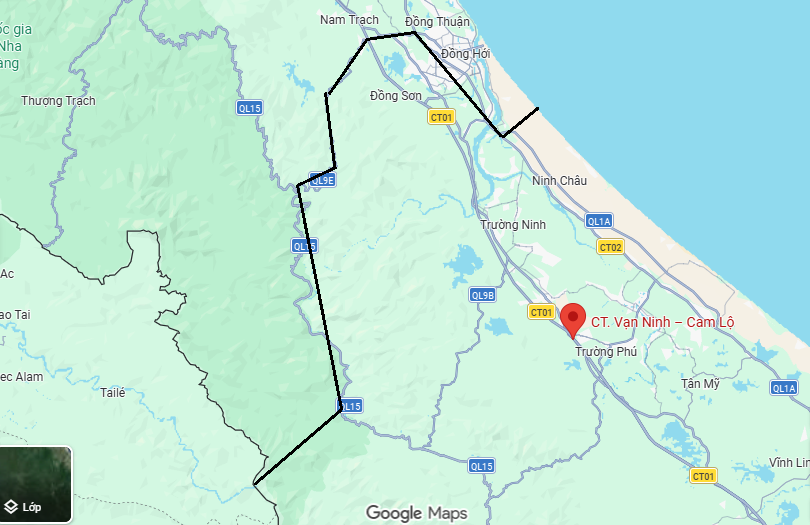 Nam Trạch
Đồng Thuận
ốc gia
Nha
ang
Đồng Hới
Thượng Trạch
QL15
Đồng Sơn
CT01
QL9E
Ninh Châu
QL1A
Trường Ninh
QL15
CT02
Ac
QL9B
ao Tai
CT01
CT. Vạn Ninh – Cam Lộ
Trường Phú
ec Alam
Tailé
Tân Mỹ
QL1A
QL15
QL15
Vĩnh Lin
CT01
Lớp
Google Maps